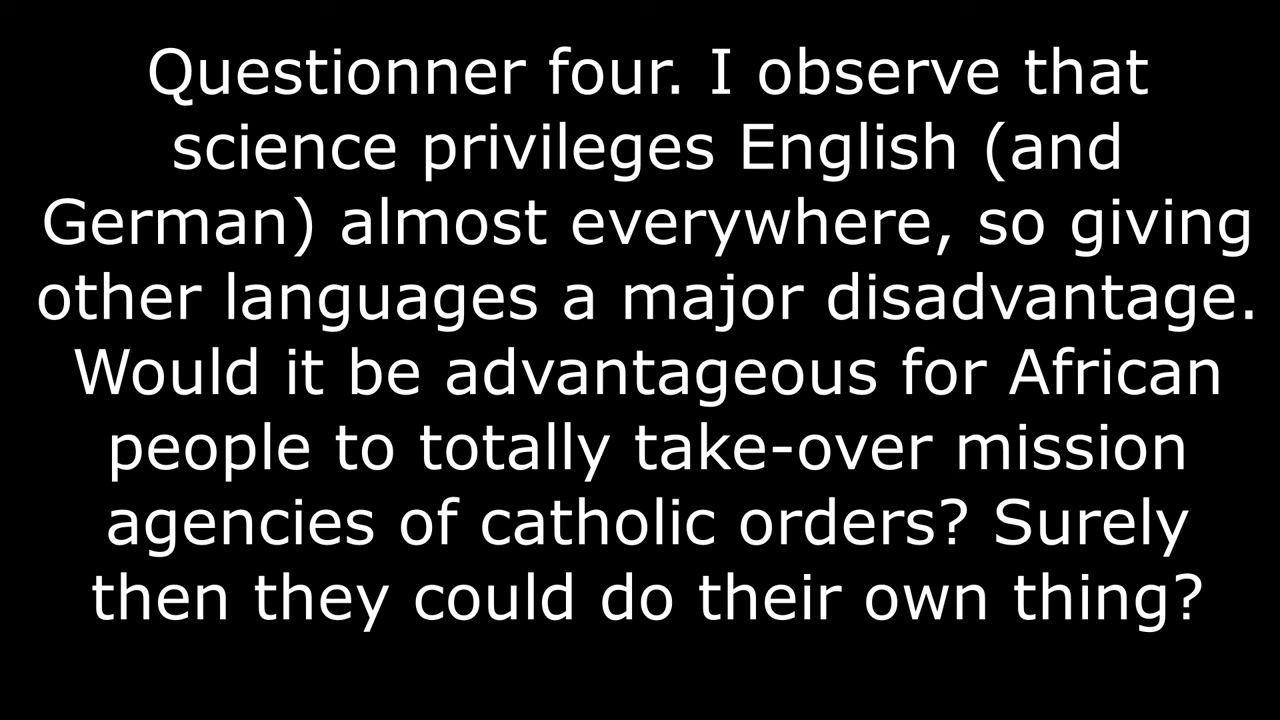 Questionner four. I observe that
science privileges English (and
German) almost everywhere, so giving
other languages a major disadvantage.
Would it be advantageous for African
people to totally take-over mission
agencies of catholic orders? Surely
then they could do their own thing?